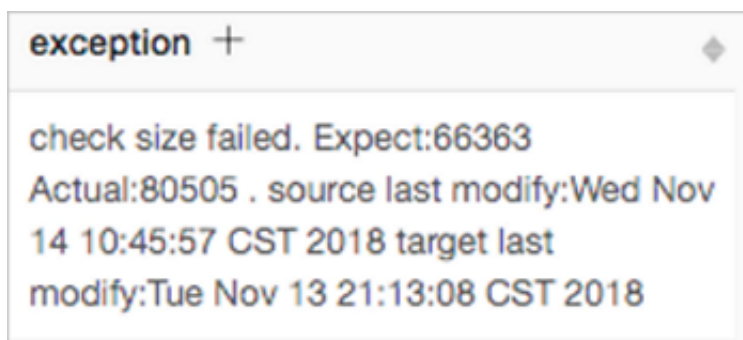 exception +
check size failed. Expect:66363
Actual:80505 . source last modify:Wed Nov
14 10:45:57 CST 2018 target last
modify:Tue Nov 13 21:13:08 CST 2018